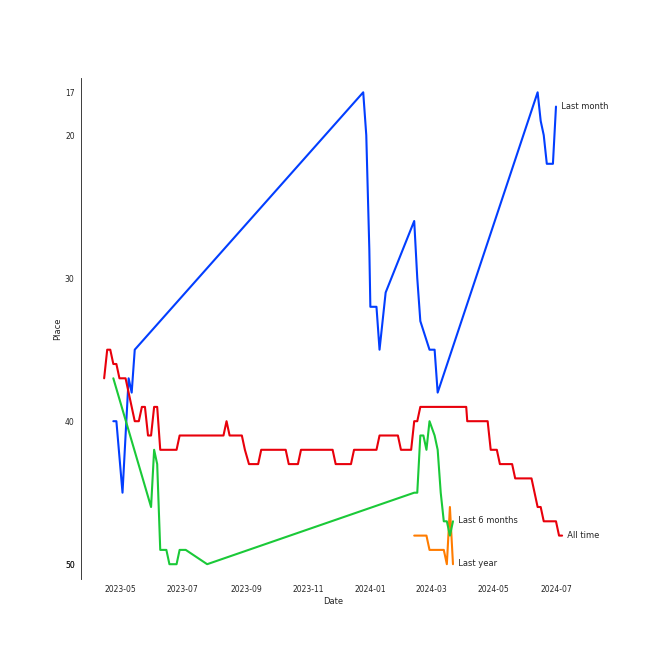 17
Last month
20
30
Place
40
Last 6 months
All time
50
Last year
2023-05
2023-07
2023-09
2023-11
2024-01
2024-03
2024-05
2024-07
Date